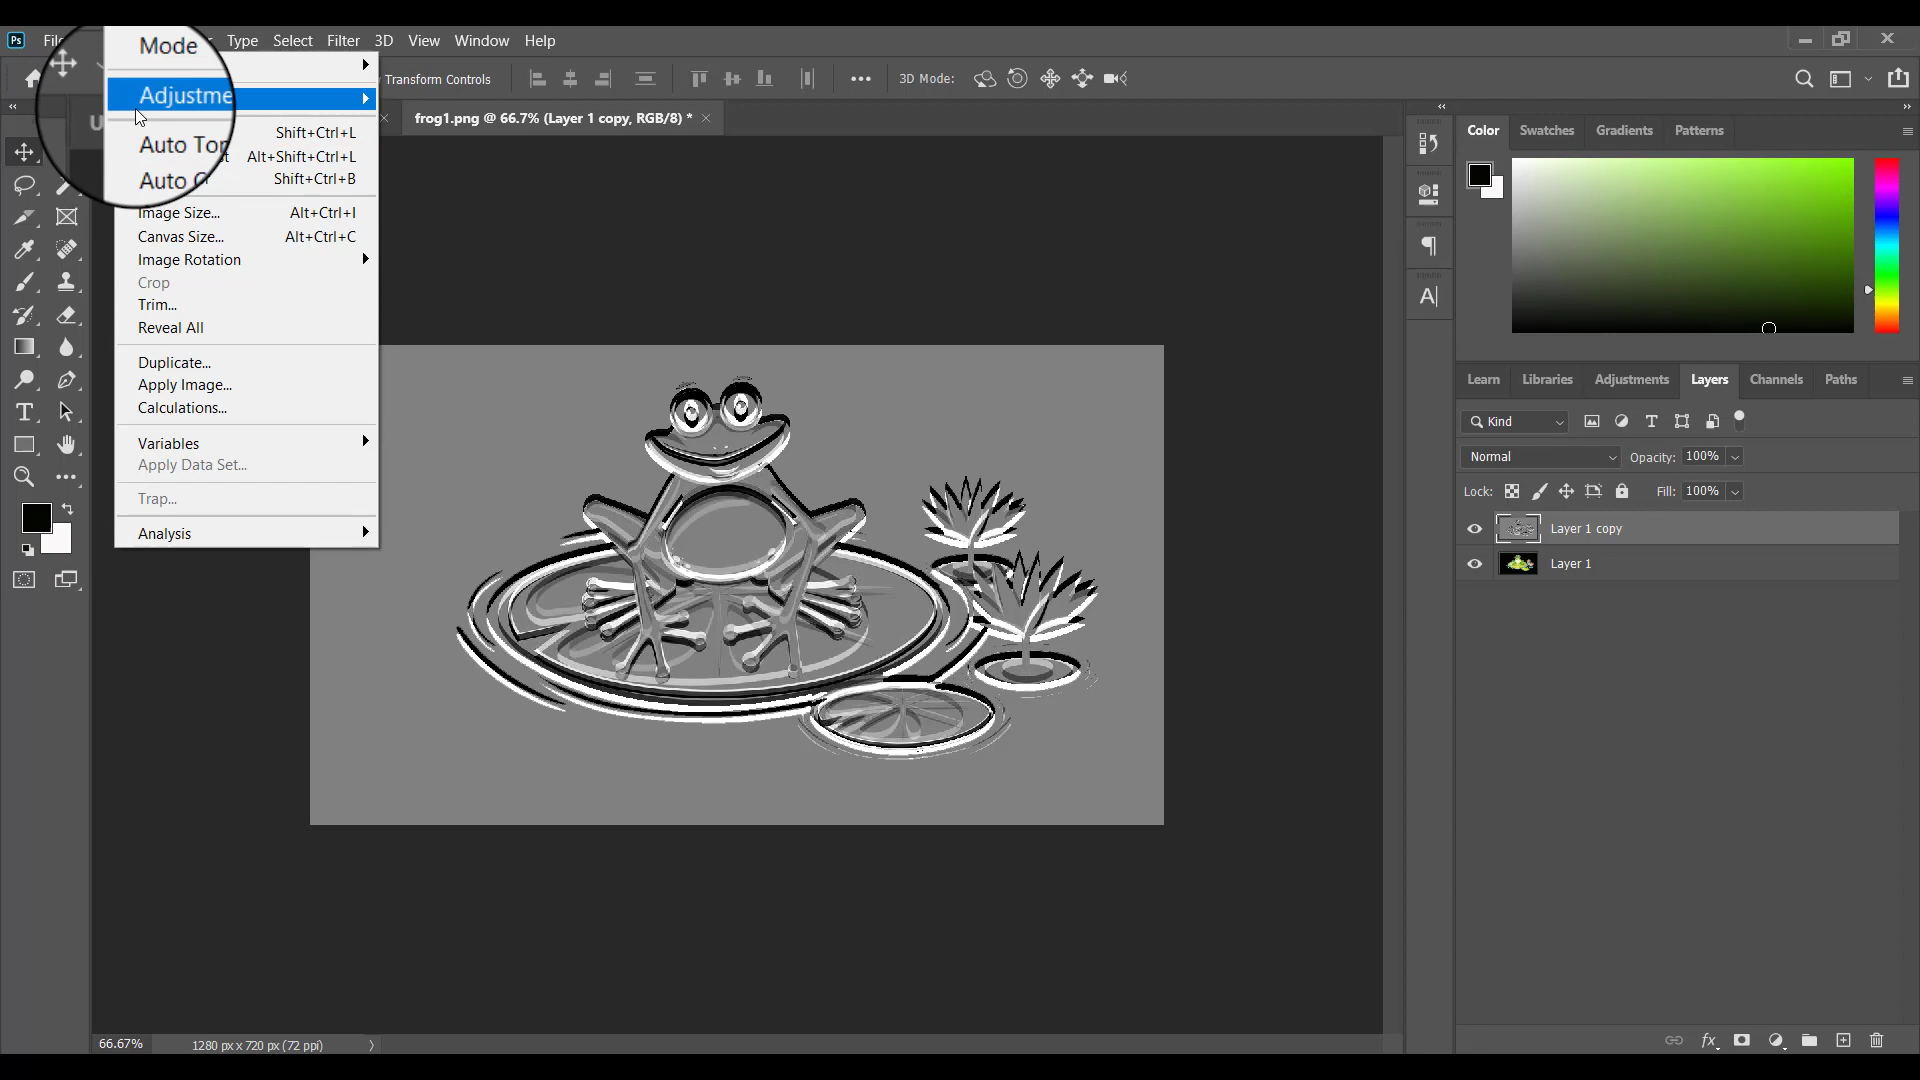 Ps
Type Select Filter 3D View Window Help
Mode
Transform Controls
3D Mode:
Adjustme
frog1.png @ 66.7% (Layer 1 copy, RGB/8) *
Shift+Ctrl+L
Auto Ton
Alt+Shift+Ctrl+L
Auto C
Shift+Ctrl+B
Image Size... Alt+Ctrl+I
Canvas Size... Alt+Ctrl+C
Image Rotation
Crop
Trim...
Reveal All
Duplicate...
Apply Image...
Calculations...
Variables
Apply Data Set...
Trap...
Analysis
Color Swatches Gradients Patterns
Learn Libraries Adjustments Layers Channels Paths
Kind
Normal Opacity: 100%
Lock: Fill: 100%
Layer 1 copy
Layer 1
fx
66.67% 1280 px x 720 px (72 ppi)